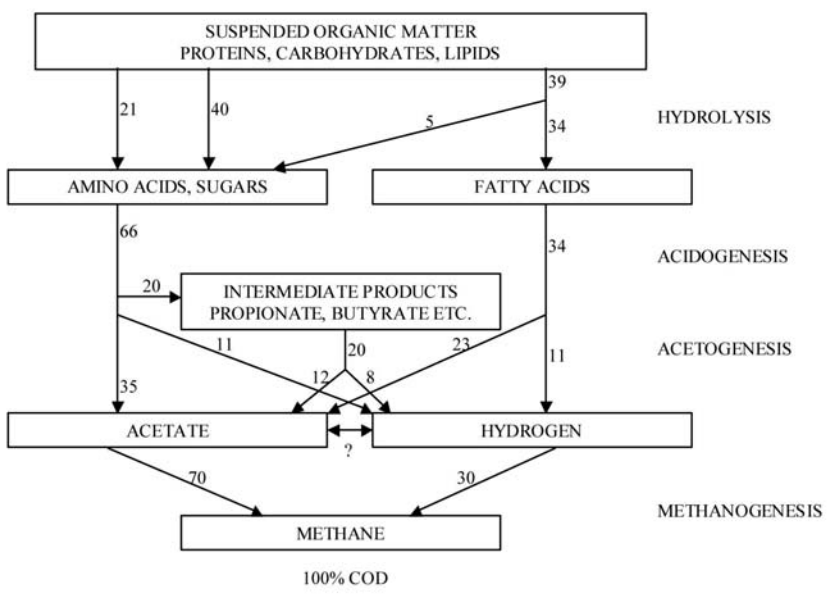 SUSPENDED ORGANIC MATTER
PROTEINS, CARBOHYDRATES, LIPIDS
39
21
40
5
34
HYDROLYSIS
AMINO ACIDS, SUGARS
FATTY ACIDS
66
34
ACIDOGENESIS
20
INTERMEDIATE PRODUCTS
PROPIONATE, BUTYRATE ETC.
11
20
23
11
ACETOGENESIS
35
12
8
ACETATE
HYDROGEN
?
70
30
METHANOGENESIS
METHANE
100% COD